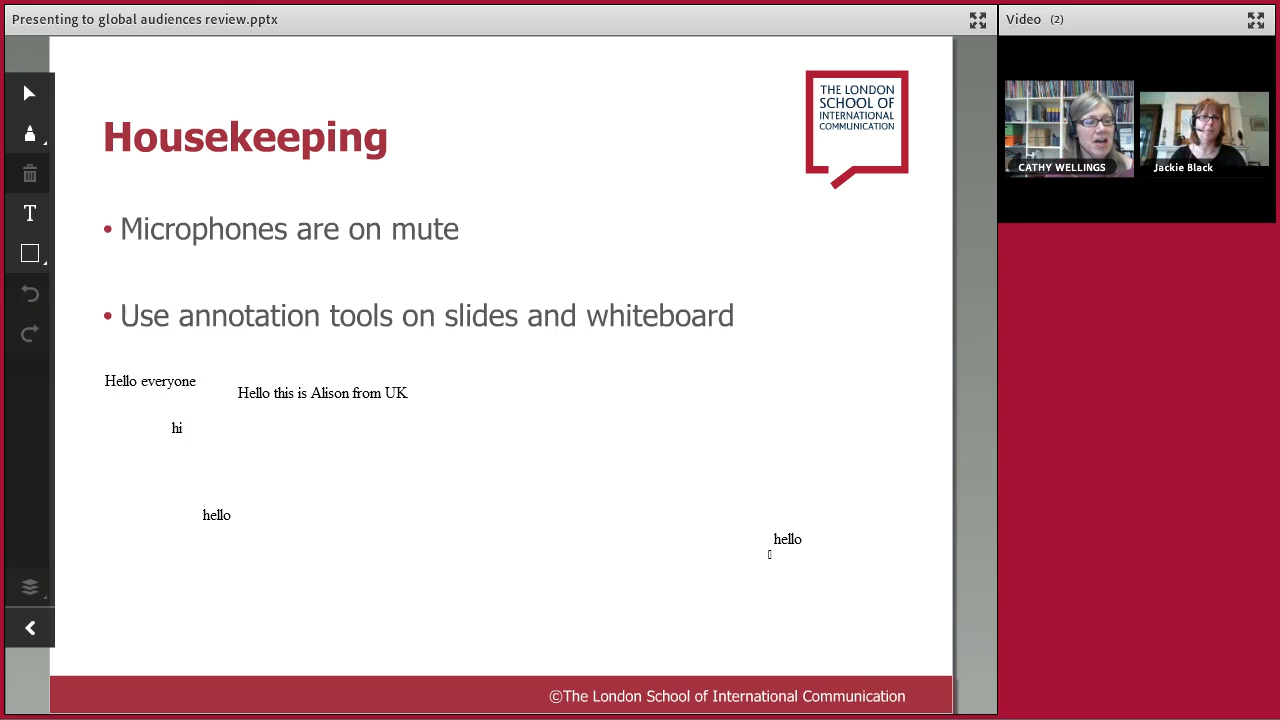 Presenting to global audiences review.pptx
Video (2)
THE LONDON
SCHOOL OF
INTERNATIONAL
COMMUNICATION
CATHY WELLINGS
Jackie Black
Housekeeping
• Microphones are on mute
• Use annotation tools on slides and whiteboard
Hello everyone
Hello this is Alison from UK
hi
hello
hello
T
©The London School of International Communication